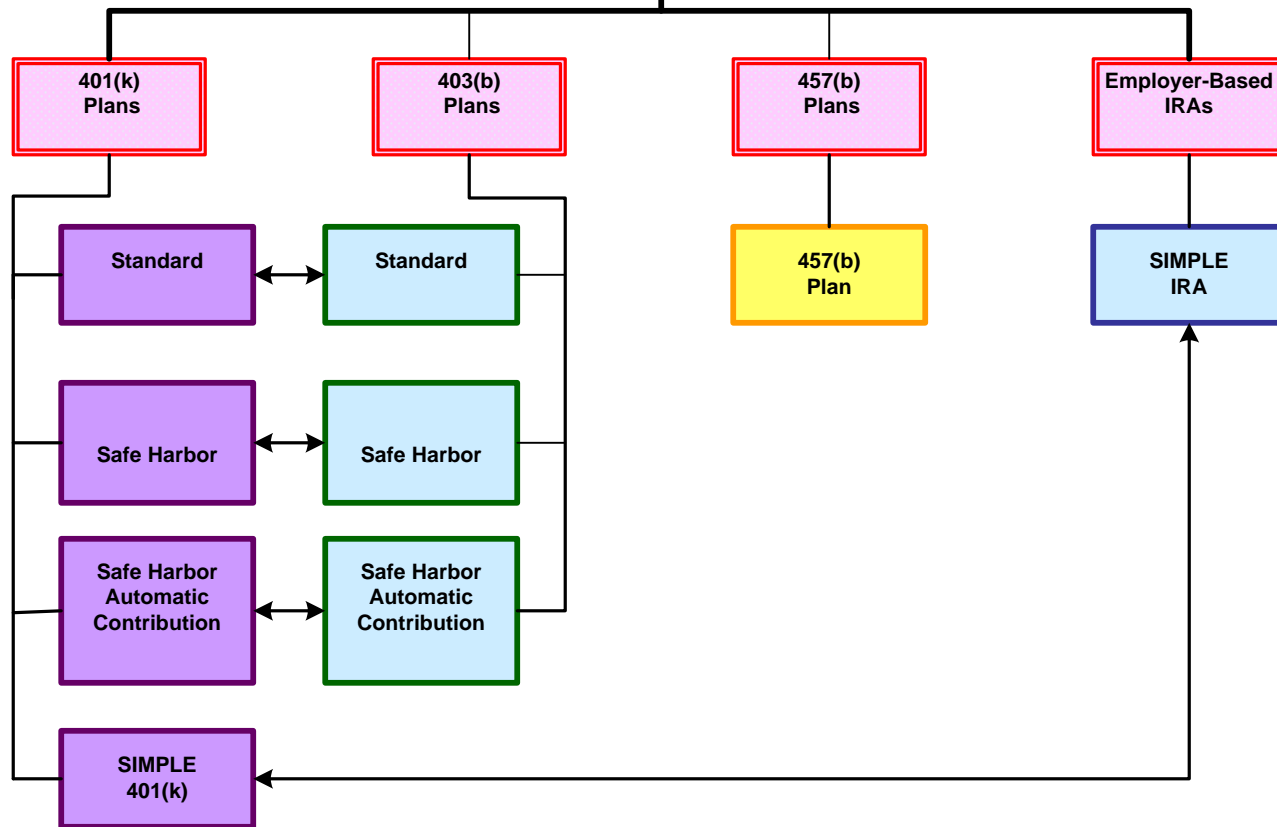 401(k)
Plans
403(b)
Plans
457(b)
Plans
Employer-Based
IRAs
Standard
Standard
457(b)
Plan
SIMPLE
IRA
Safe Harbor
Safe Harbor
Safe Harbor
Automatic
Contribution
Safe Harbor
Automatic
Contribution
SIMPLE
401(k)